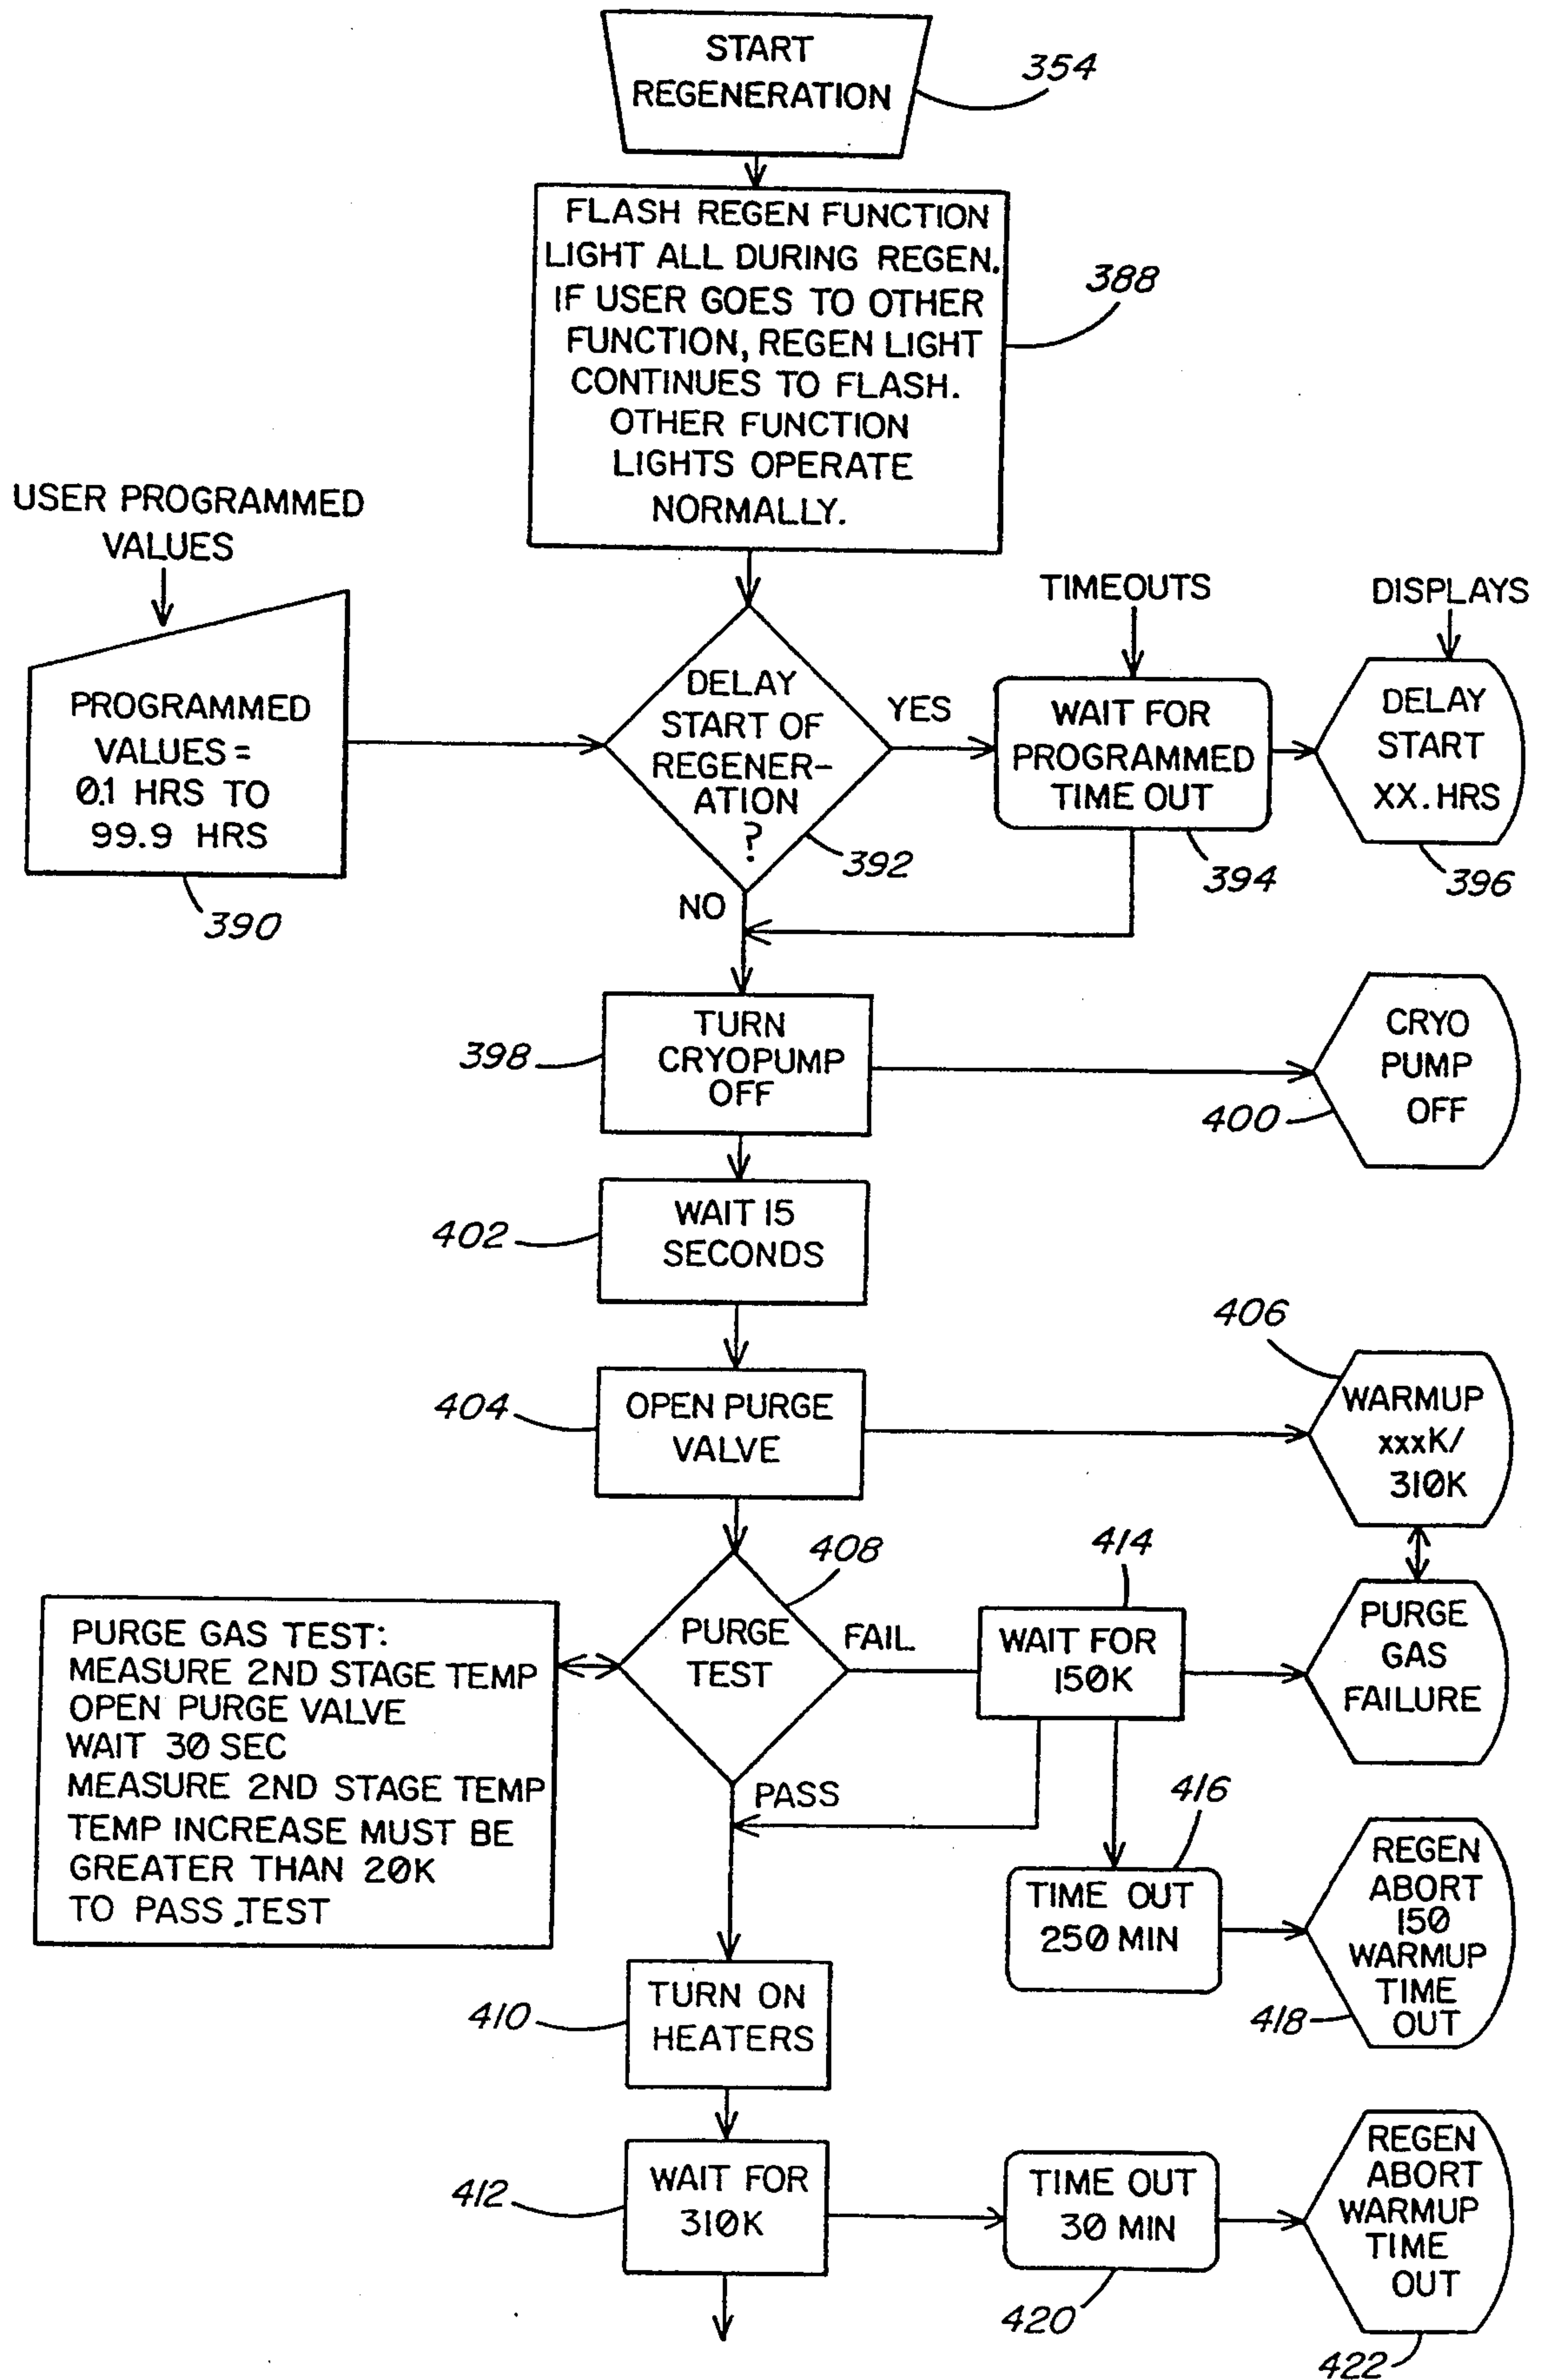 START
REGENERATION
354
FLASH REGEN FUNCTION
LIGHT ALL DURING REGEN.
IF USER GOES TO OTHER
FUNCTION, REGEN LIGHT
CONTINUES TO FLASH.
OTHER FUNCTION
LIGHTS OPERATE
NORMALLY.
388
USER PROGRAMMED
VALUES
PROGRAMMED
VALUES =
0.1 HRS TO
99.9 HRS
390
DELAY
START OF
REGENER-
ATION
?
392
YES
NO
TIMEOUTS
WAIT FOR
PROGRAMMED
TIME OUT
394
DISPLAYS
DELAY
START
XX.HRS
396
TURN
CRYOPUMP
OFF
398
CRYO
PUMP
OFF
400
WAIT 15
SECONDS
402
OPEN PURGE
VALVE
404
406
WARMUP
xxxK/
310K
PURGE
TEST
408
FAIL
PASS
PURGE GAS TEST:
MEASURE 2ND STAGE TEMP
OPEN PURGE VALVE
WAIT 30 SEC
MEASURE 2ND STAGE TEMP
TEMP INCREASE MUST BE
GREATER THAN 20K
TO PASS .TEST
414
WAIT FOR
150K
PURGE
GAS
FAILURE
416
TIME OUT
250 MIN
REGEN
ABORT
150
WARMUP
TIME
OUT
418
TURN ON
HEATERS
410
WAIT FOR
310K
412
TIME OUT
30 MIN
420
REGEN
ABORT
WARMUP
TIME
OUT
422